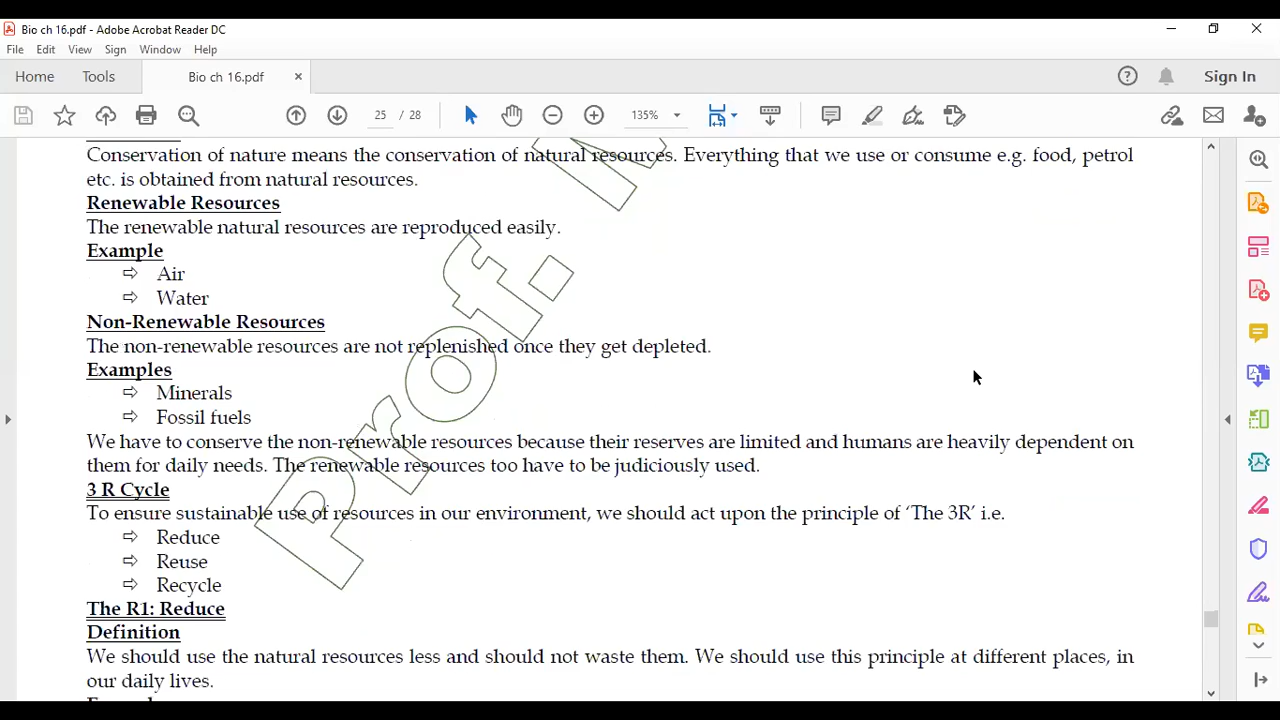 Bio ch 16.pdf - Adobe Acrobat Reader DC
File Edit View Sign Window Help
Home Tools Bio ch 16.pdf × Sign In
25 / 28 135%
Conservation of nature means the conservation of natural resources. Everything that we use or consume e.g. food, petrol
etc. is obtained from natural resources.
Renewable Resources
The renewable natural resources are reproduced easily.
Example
⇨ Air
⇨ Water
Non-Renewable Resources
The non-renewable resources are not replenished once they get depleted.
Examples
⇨ Minerals
⇨ Fossil fuels
We have to conserve the non-renewable resources because their reserves are limited and humans are heavily dependent on
them for daily needs. The renewable resources too have to be judiciously used.
3 R Cycle
To ensure sustainable use of resources in our environment, we should act upon the principle of ‘The 3R’ i.e.
⇨ Reduce
⇨ Reuse
⇨ Recycle
The R1: Reduce
Definition
We should use the natural resources less and should not waste them. We should use this principle at different places, in
our daily lives.
Prof.